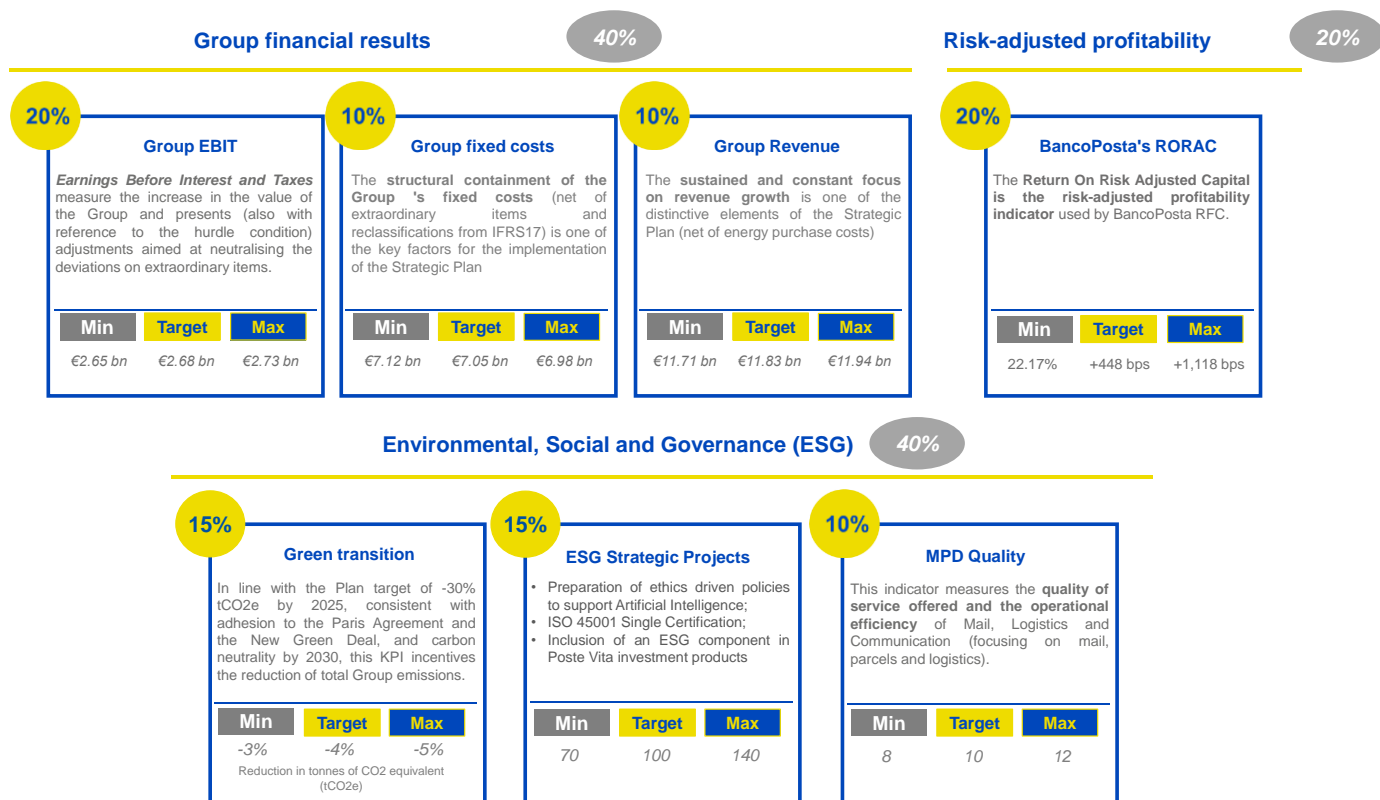 Group financial results
40%
Risk-adjusted profitability
20%
20%
Group EBIT
Earnings Before Interest and Taxes
measure the increase in the value of
the Group and presents (also with
reference to the hurdle condition)
adjustments aimed at neutralising the
deviations on extraordinary items.
Min Target Max
€2.65 bn €2.68 bn €2.73 bn
10%
Group fixed costs
The structural containment of the
Group 's fixed costs (net of
extraordinary items and
reclassifications from IFRS17) is one of
the key factors for the implementation
of the Strategic Plan
Min Target Max
€7.12 bn €7.05 bn €6.98 bn
10%
Group Revenue
The sustained and constant focus
on revenue growth is one of the
distinctive elements of the Strategic
Plan (net of energy purchase costs)
Min Target Max
€11.71 bn €11.83 bn €11.94 bn
20%
BancoPosta's RORAC
The Return On Risk Adjusted Capital
is the risk-adjusted profitability
indicator used by BancoPosta RFC.
Min Target Max
22.17% +448 bps +1,118 bps
Environmental, Social and Governance (ESG)
40%
15%
Green transition
In line with the Plan target of -30%
tCO2e by 2025, consistent with
adhesion to the Paris Agreement and
the New Green Deal, and carbon
neutrality by 2030, this KPI incentives
the reduction of total Group emissions.
Min Target Max
-3% -4% -5%
Reduction in tonnes of CO2 equivalent
(tCO2e)
15%
ESG Strategic Projects
• Preparation of ethics driven policies
to support Artificial Intelligence;
• ISO 45001 Single Certification;
• Inclusion of an ESG component in
Poste Vita investment products
Min Target Max
70 100 140
10%
MPD Quality
This indicator measures the quality of
service offered and the operational
efficiency of Mail, Logistics and
Communication (focusing on mail,
parcels and logistics).
Min Target Max
8 10 12